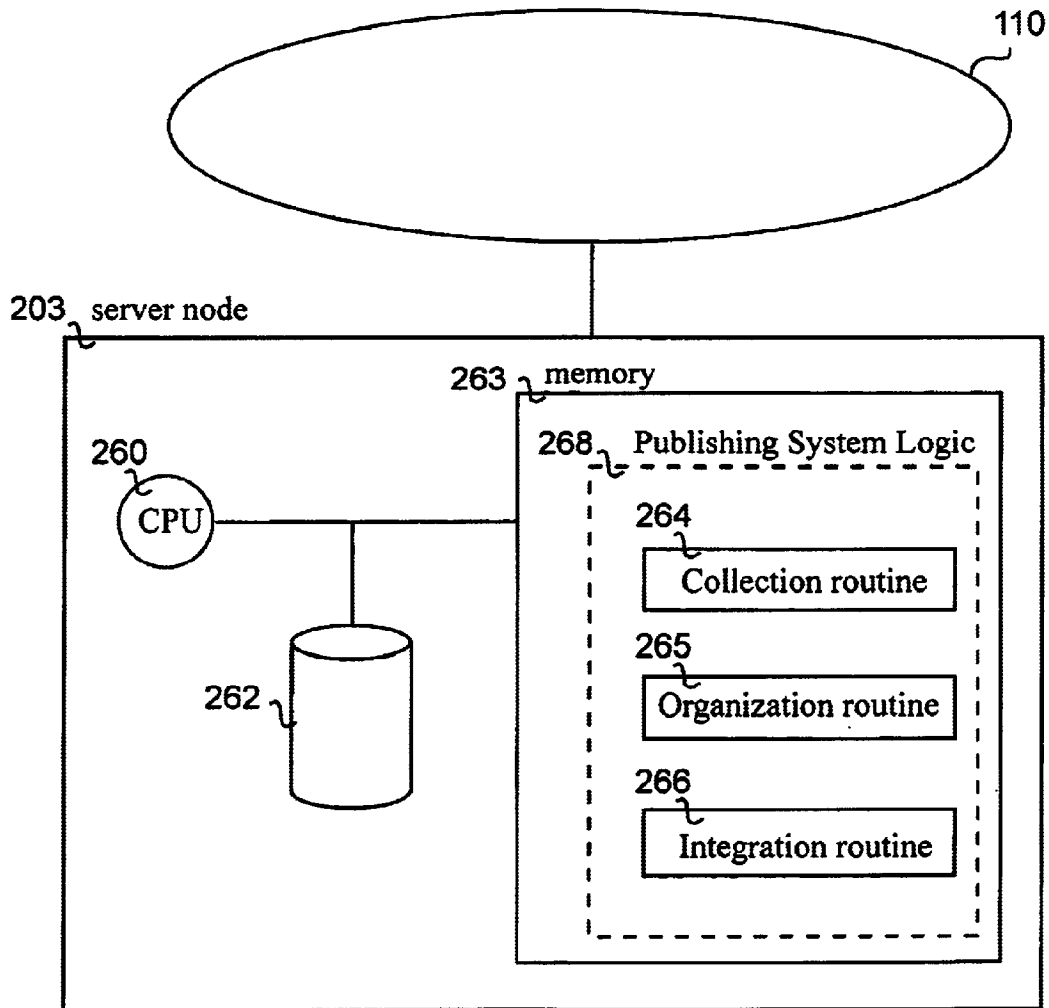 110
203 server node
263 memory
260
CPU
268 Publishing System Logic
264
Collection routine
265
Organization routine
262
266
Integration routine